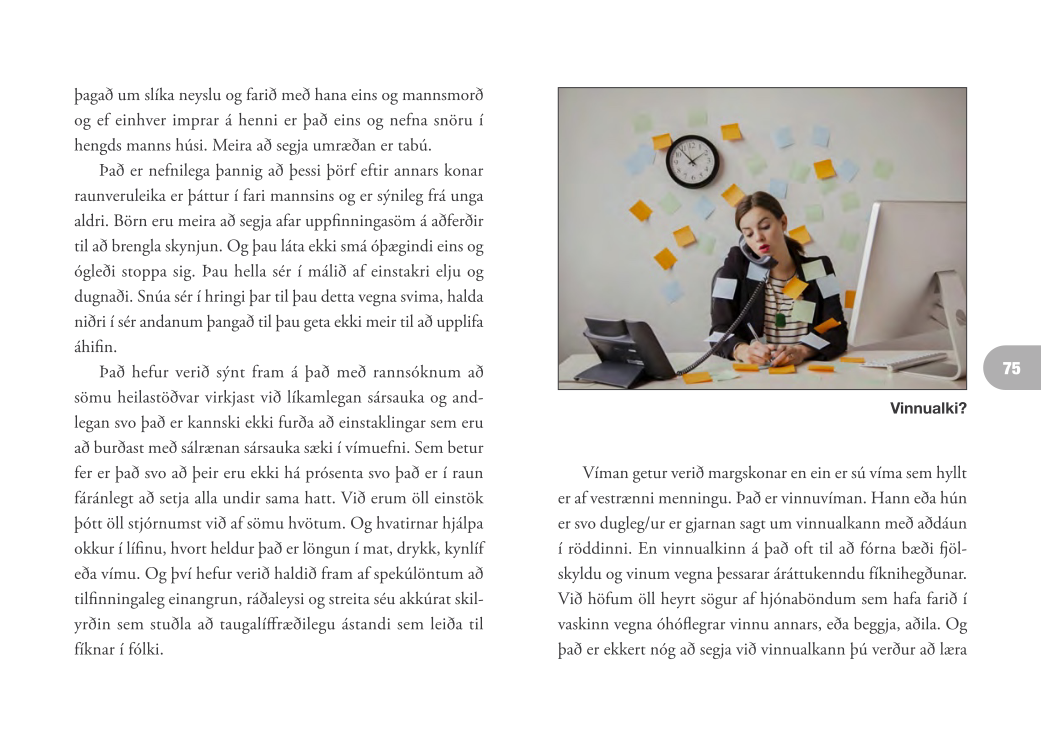 þagað um slíka neyslu og farið með hana eins og mannsmorð
og ef einhver imprar á henni er það eins og nefna snöru í
hengds manns húsi. Meira að segja umræðan er tabú.
Það er nefnilega þannig að þessi þörf eftir annars konar
raunveruleika er þáttur í fari mannsins og er sýnileg frá unga
aldri. Börn eru meira að segja afar uppfinningasöm á aðferðir
til að brengla skynjun. Og þau láta ekki smá óþægindi eins og
ógleði stoppa sig. Þau hella sér í málið af einstakri elju og
dugnaði. Snúa sér í hringi þar til þau detta vegna svima, halda
niðri í sér andanum þangað til þau geta ekki meir til að upplifa
áhifin.
Það hefur verið sýnt fram á það með rannsóknum að
sömu heilastöðvar virkjast við líkamlegan sársauka og and-
legan svo það er kannski ekki furða að einstaklingar sem eru
að burðast með sálrænan sársauka sæki í vímuefni. Sem betur
fer er það svo að þeir eru ekki há prósenta svo það er í raun
fáránlegt að setja alla undir sama hatt. Við erum öll einstök
þótt öll stjórnumst við af sömu hvötum. Og hvatirnar hjálpa
okkur í lífinu, hvort heldur það er löngun í mat, drykk, kynlíf
eða vímu. Og því hefur verið haldið fram af spekúlöntum að
tilfinningaleg einangrun, ráðaleysi og streita séu akkúrat skil-
yrðin sem stuðla að taugalíffræðilegu ástandi sem leiða til
fíknar í fólki.
Vinnualki?
Víman getur verið margskonar en ein er sú víma sem hyllt
er af vestrænni menningu. Það er vinnuvíman. Hann eða hún
er svo dugleg/ur er gjarnan sagt um vinnualkann með aðdáun
í röddinni. En vinnualkinn á það oft til að fórna bæði fjöl-
skyldu og vinum vegna þessarar áráttukenndu fíknihegðunar.
Við höfum öll heyrt sögur af hjónaböndum sem hafa farið í
vaskinn vegna óhóflegrar vinnu annars, eða beggja, aðila. Og
það er ekkert nóg að segja við vinnualkann þú verður að læra
75